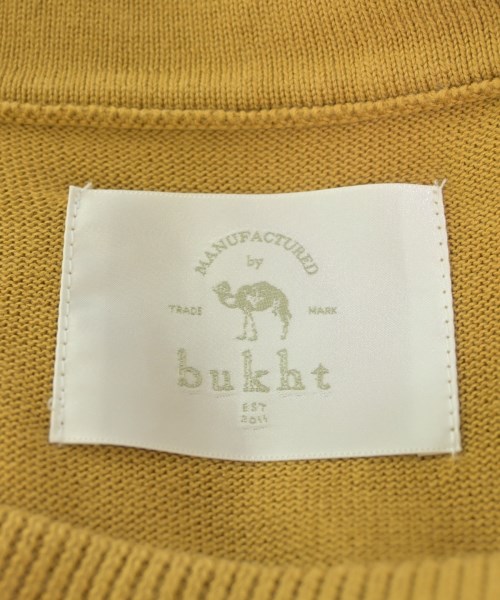 MANUFACTURED
by
TRADE MARK
bukht
EST
2011